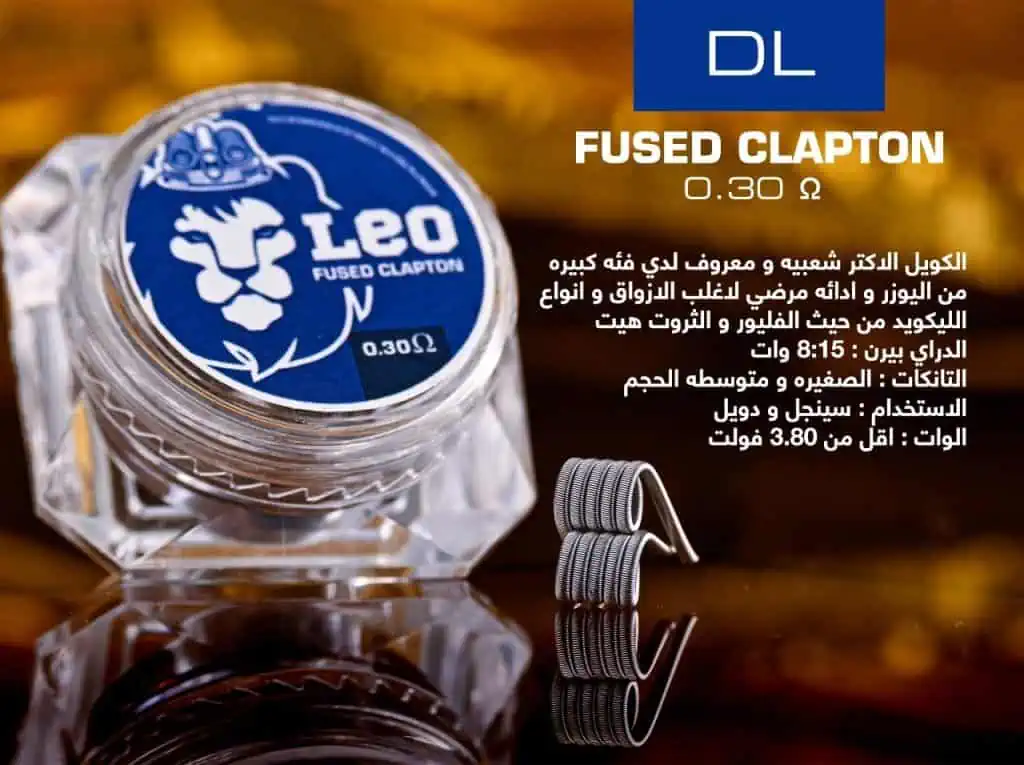 DL
FUSED CLAPTON
0.30 Ω
الكويل الاكتر شعبيه و معروف لدي فئه كبيره
من اليوزر و ادائه مرضي لاغلب الازواق و انواع
الليكويد من حيث الفليور و الثروت هيت
الدراي بيرن : 8:15 وات
التانكات : الصغيره و متوسطه الحجم
الاستخدام : سينجل و دويل
الوات : اقل من 3.80 فولت
Leo
FUSED CLAPTON
0.30Ω